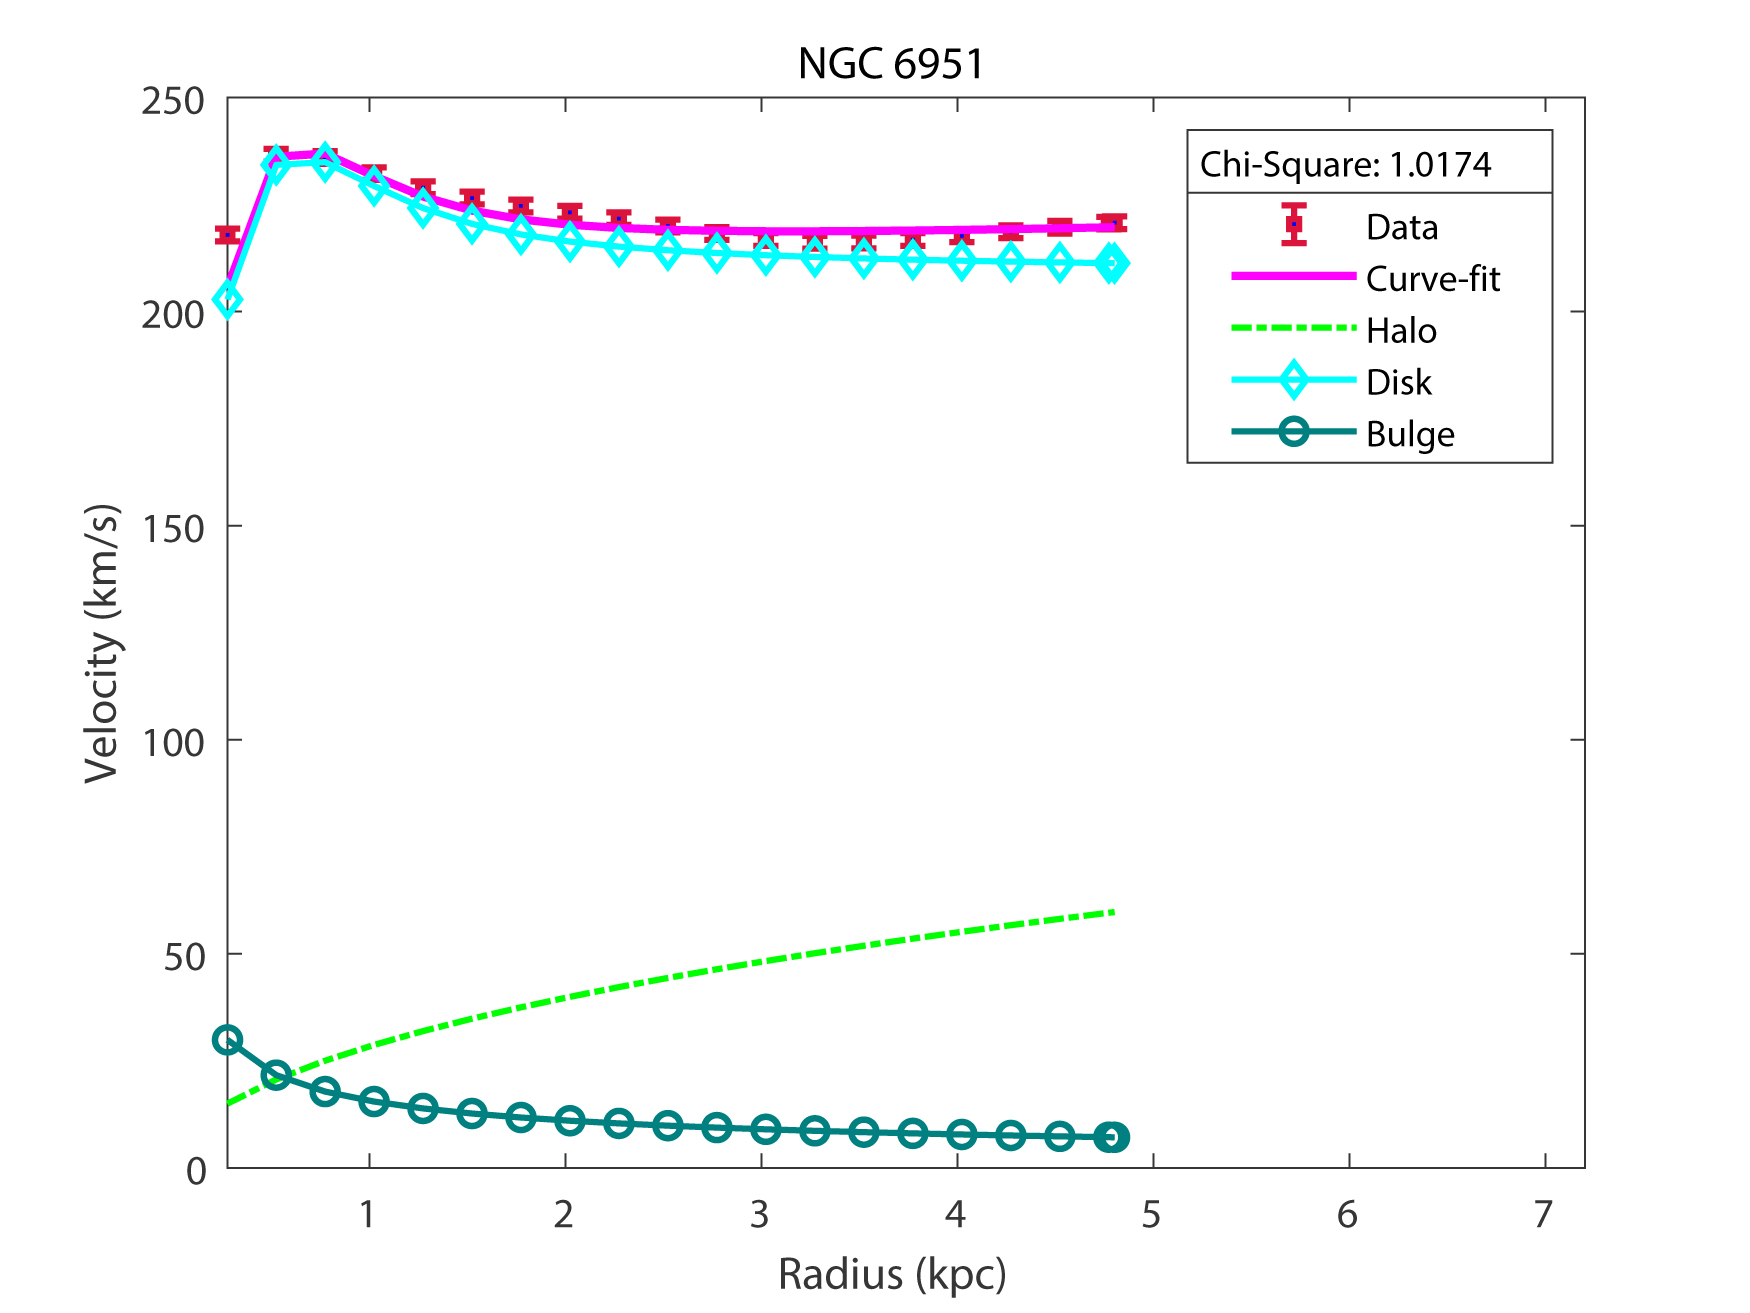 NGC 6951
250
200
150
100
50
0
Velocity (km/s)
Chi-Square: 1.0174
Data
Curve-fit
Halo
Disk
Bulge
1 2 3 4 5 6 7
Radius (kpc)